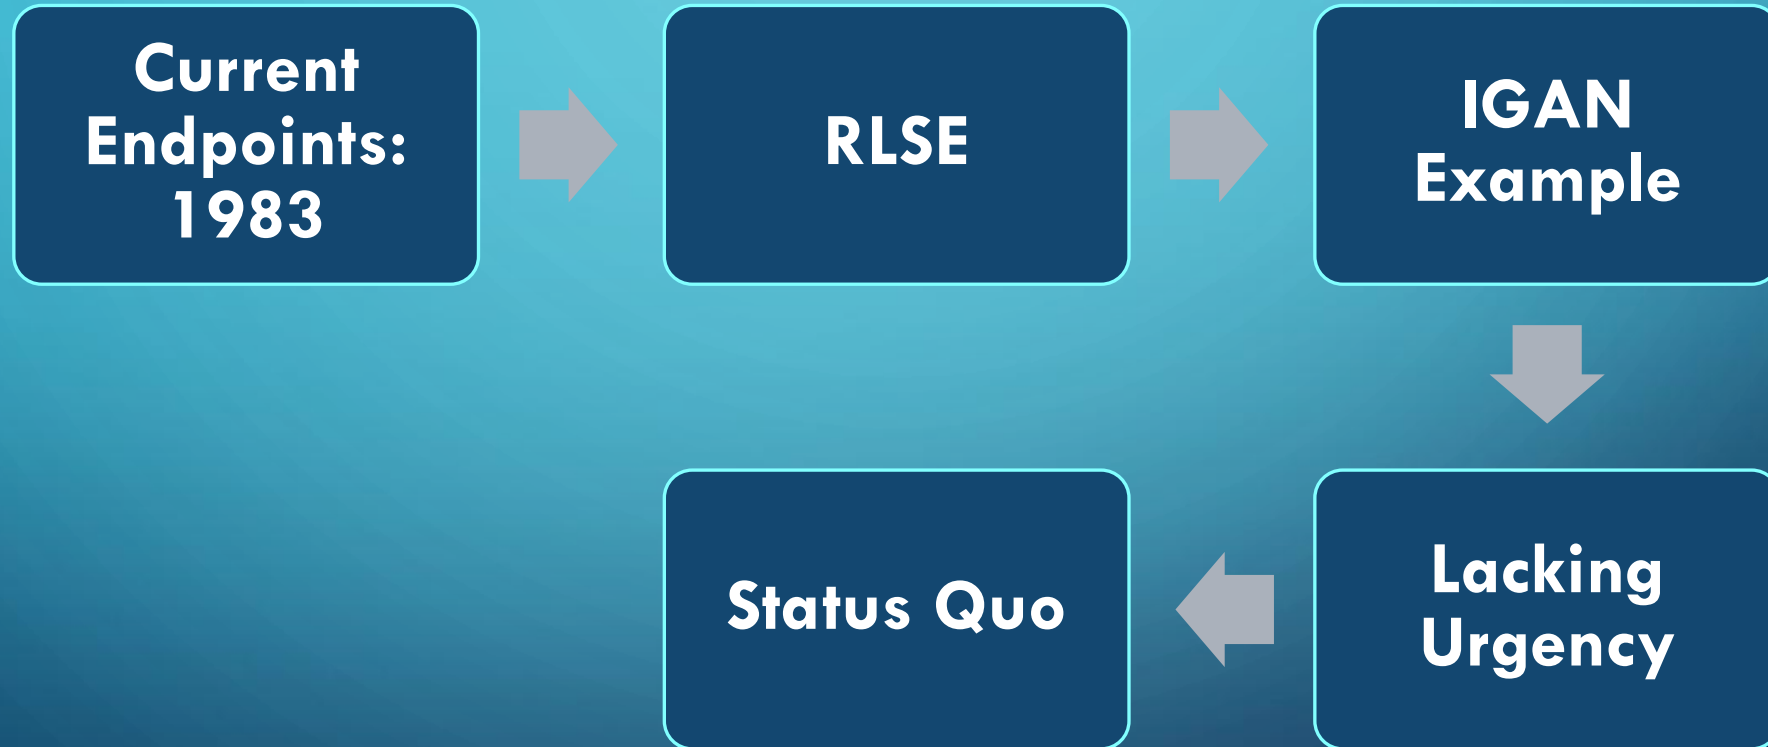 Current
Endpoints:
1983
RLSE
IGAN
Example
Lacking
Urgency
Status Quo